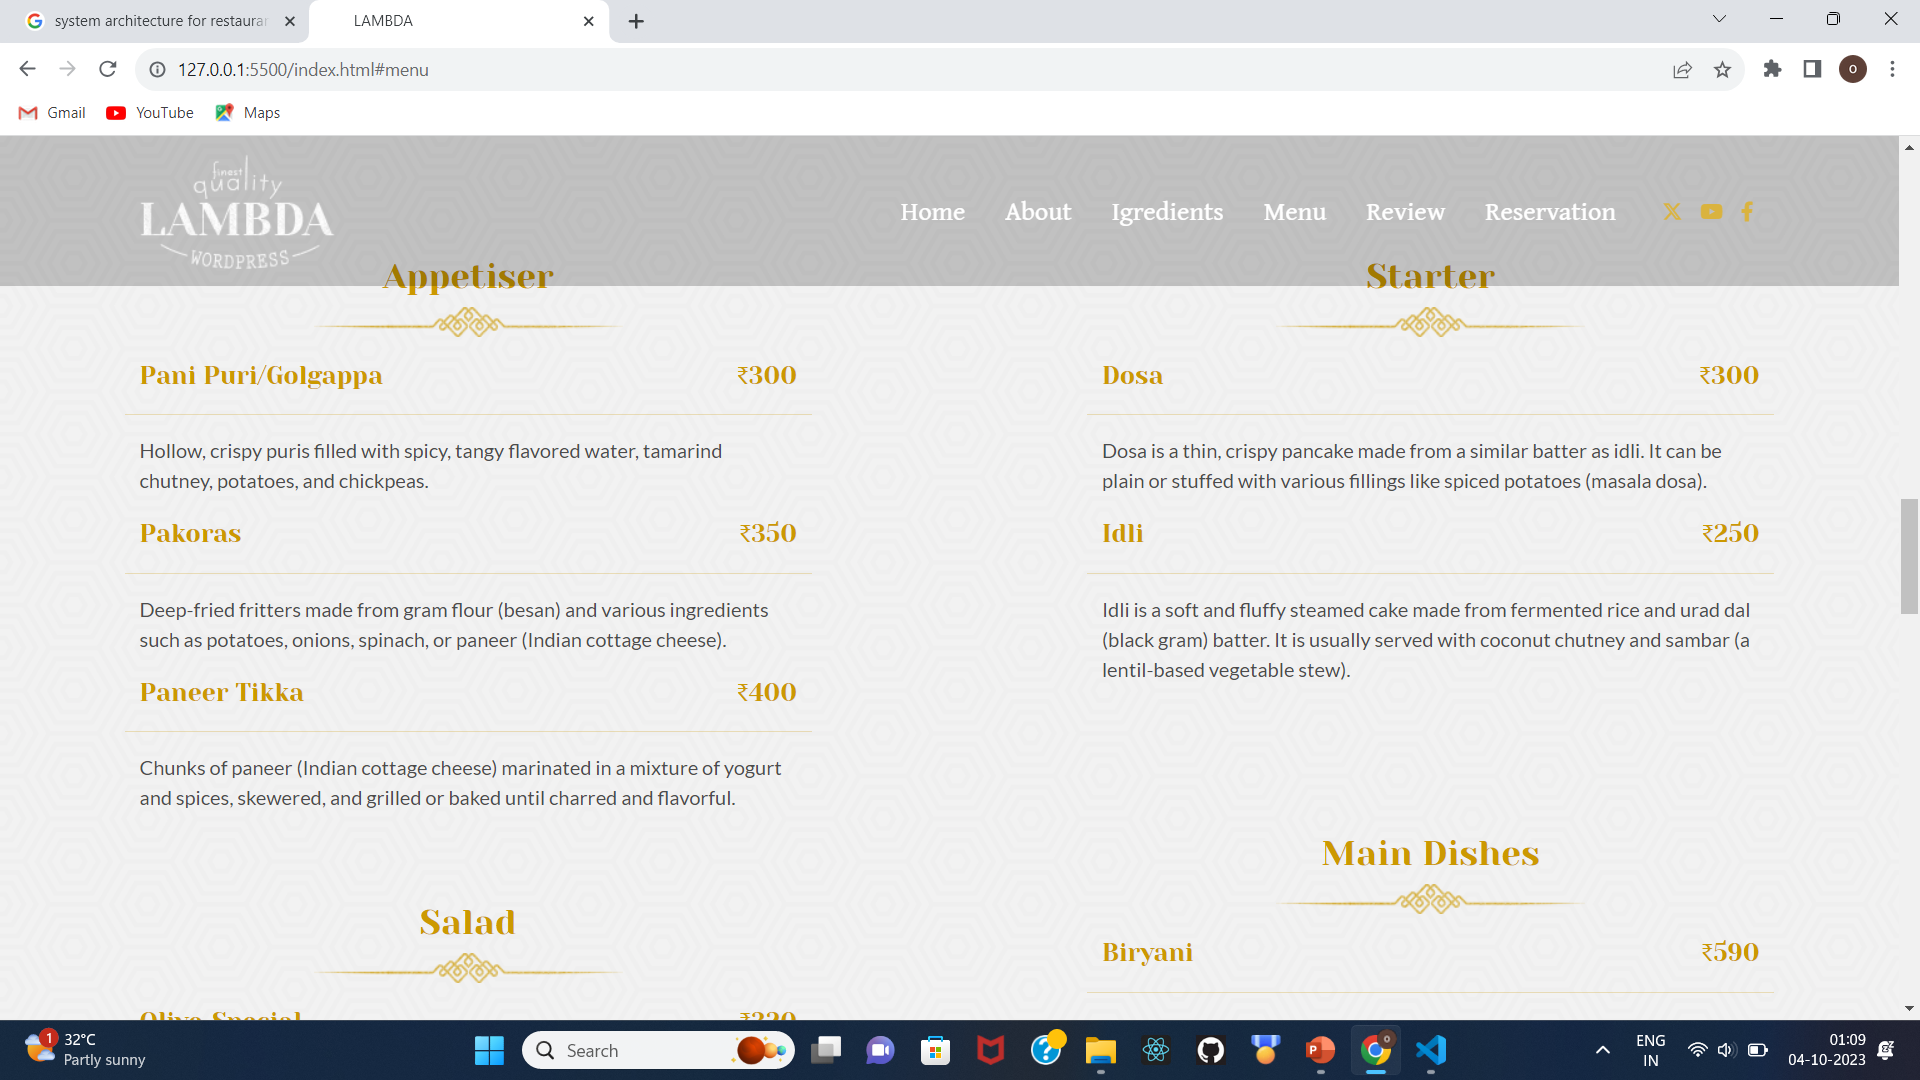 system architecture for restaurar
LAMBDA
127.0.0.1:5500/index.html#menu
O
Gmail
YouTube
Maps
finest
quality
LAMBDA
WORDPRESS
Home
About
Igredients
Menu
Review
Reservation
Appetiser
Pani Puri/Golgappa ₹300
Hollow, crispy puris filled with spicy, tangy flavored water, tamarind
chutney, potatoes, and chickpeas.
Pakoras ₹350
Deep-fried fritters made from gram flour (besan) and various ingredients
such as potatoes, onions, spinach, or paneer (Indian cottage cheese).
Paneer Tikka ₹400
Chunks of paneer (Indian cottage cheese) marinated in a mixture of yogurt
and spices, skewered, and grilled or baked until charred and flavorful.
Salad
Olive Special ₹320
Starter
Dosa ₹300
Dosa is a thin, crispy pancake made from a similar batter as idli. It can be
plain or stuffed with various fillings like spiced potatoes (masala dosa).
Idli ₹250
Idli is a soft and fluffy steamed cake made from fermented rice and urad dal
(black gram) batter. It is usually served with coconut chutney and sambar (a
lentil-based vegetable stew).
Main Dishes
Biryani ₹590
1
32°C
Partly sunny
Search
ENG
IN
01:09
04-10-2023